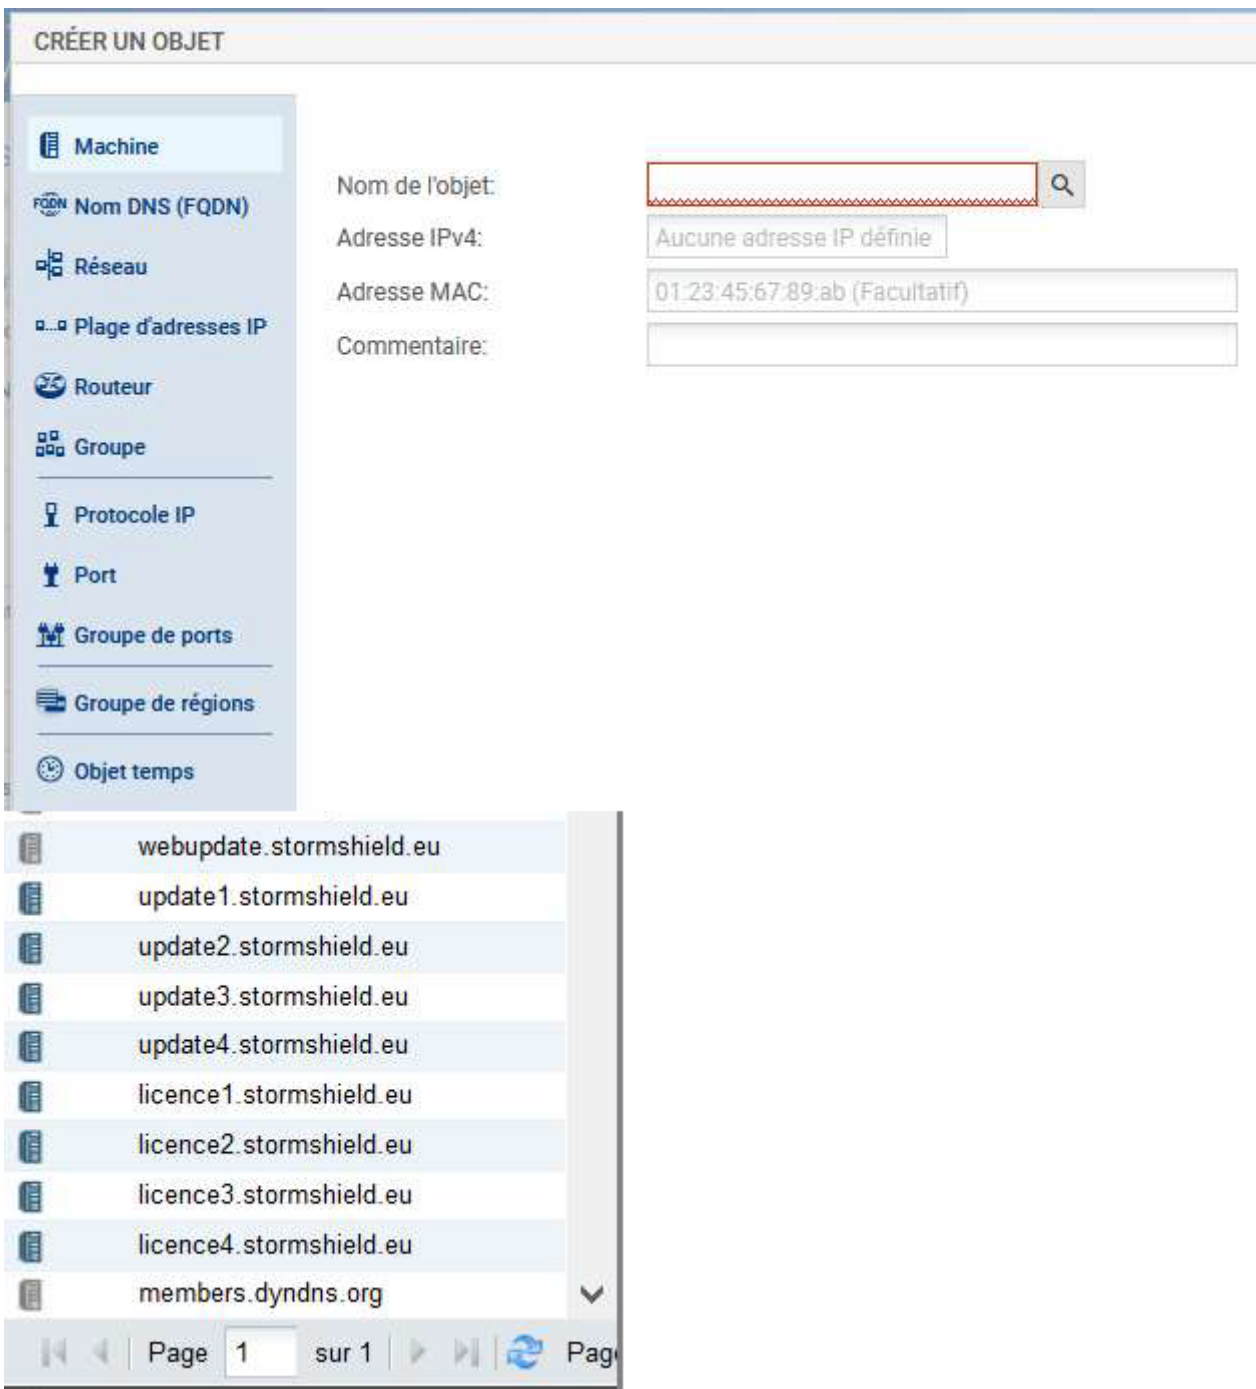 CRÉER UN OBJET
Machine
FQDN Nom DNS (FQDN)
Réseau
Plage d'adresses IP
Routeur
Groupe
Protocole IP
Port
Groupe de ports
Groupe de régions
Objet temps
Nom de l'objet:
Adresse IPv4: Aucune adresse IP définie
Adresse MAC: 01:23:45:67:89:ab (Facultatif)
Commentaire:
webupdate.stormshield.eu
update1.stormshield.eu
update2.stormshield.eu
update3.stormshield.eu
update4.stormshield.eu
licence1.stormshield.eu
licence2.stormshield.eu
licence3.stormshield.eu
licence4.stormshield.eu
members.dyndns.org
Page 1 sur 1 Pag